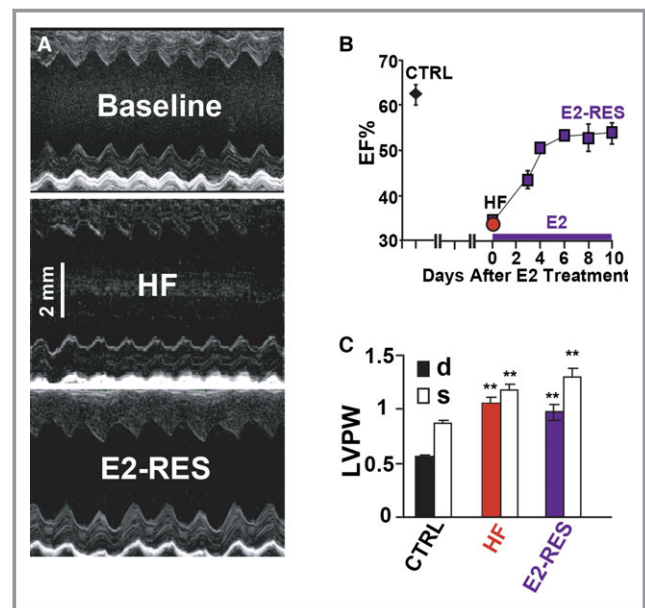 A
Baseline
HF
2 mm
E2-RES
B
CTRL
E2-RES
HF
E2
EF%
70
60
50
40
30
0 2 4 6 8 10
Days After E2 Treatment
C
d
s
** ** ** **
LVPW
1.5
1
0.5
0
CTRL
HF
E2-RES